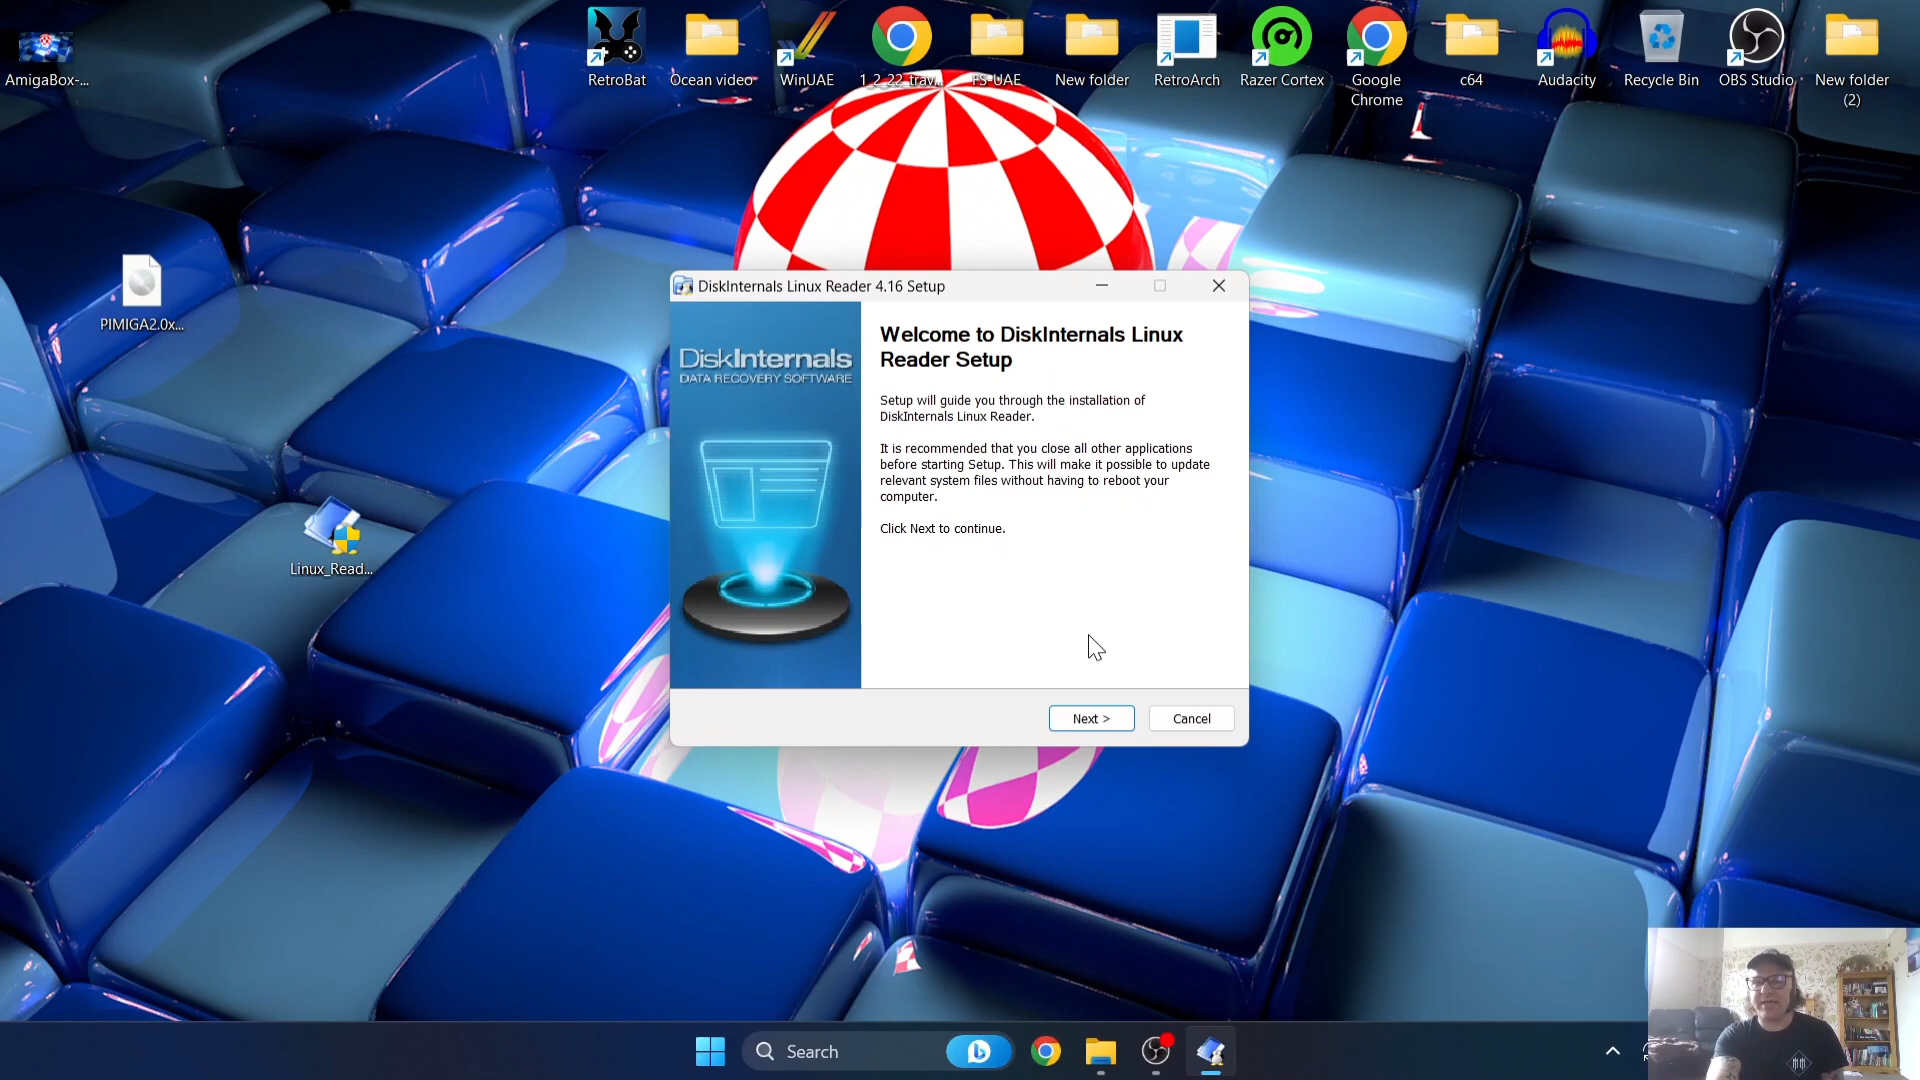 AmigaBox-...
RetroBat
Ocean video
WinUAE
1_2_22_trav...
FS-UAE
New folder
RetroArch
Razer Cortex
Google
Chrome
c64
Audacity
Recycle Bin
OBS Studio
New folder
(2)
PIMIGA2.0x...
Linux_Read...
DiskInternals Linux Reader 4.16 Setup
DiskInternals
DATA RECOVERY SOFTWARE
Welcome to DiskInternals Linux
Reader Setup
Setup will guide you through the installation of
DiskInternals Linux Reader.
It is recommended that you close all other applications
before starting Setup. This will make it possible to update
relevant system files without having to reboot your
computer.
Click Next to continue.
Next >
Cancel
Search